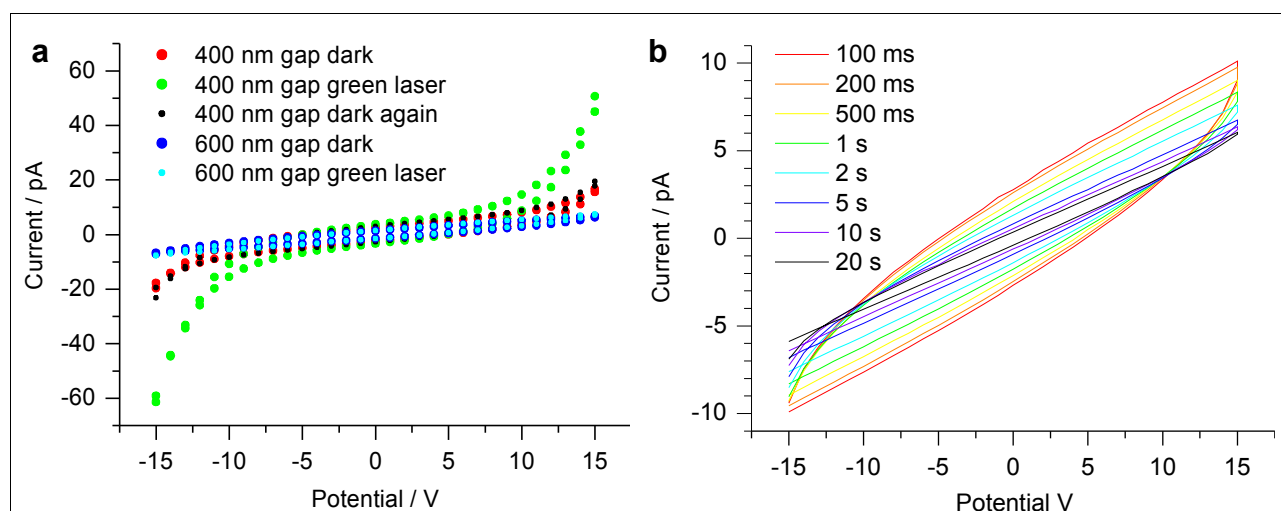 a
400 nm gap dark
400 nm gap green laser
400 nm gap dark again
600 nm gap dark
600 nm gap green laser
Current / pA
60
40
20
0
-20
-40
-60
-15
-10
-5
0
5
10
15
Potential / V
b
100 ms
200 ms
500 ms
1 s
2 s
5 s
10 s
20 s
Current / pA
10
5
0
-5
-10
-15
-10
-5
0
5
10
15
Potential V